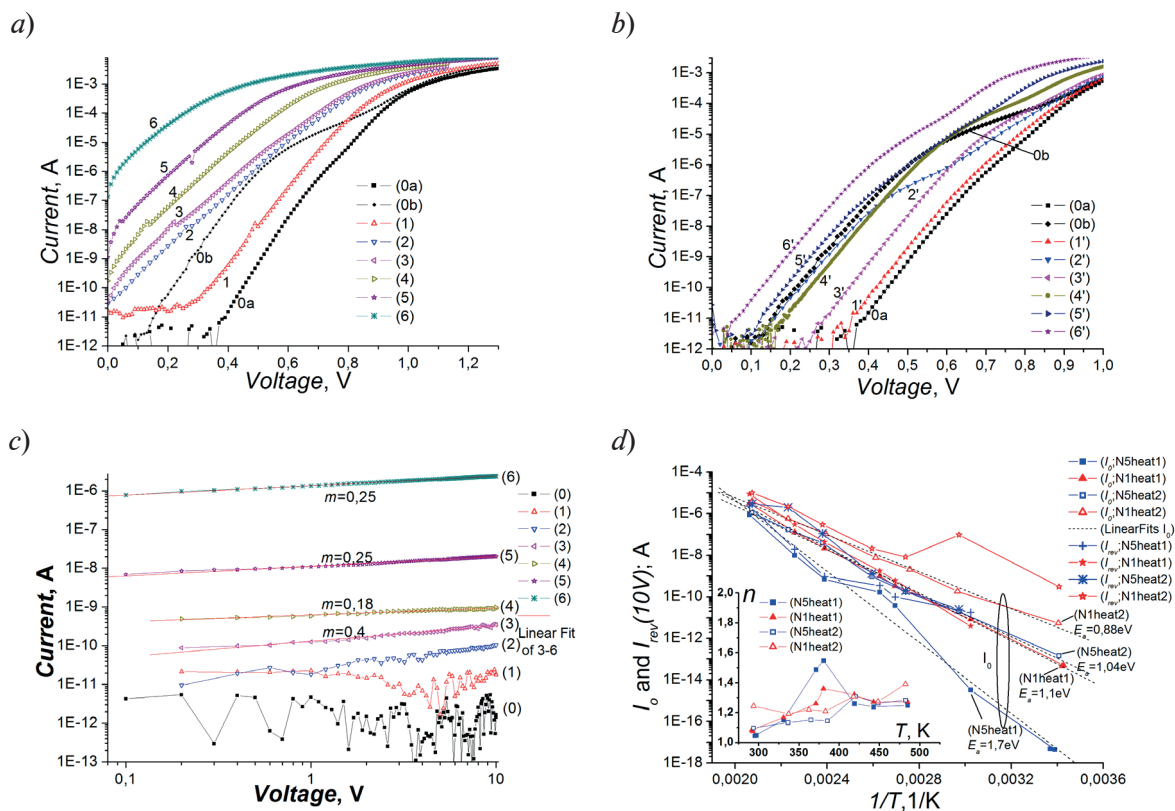 a)
1E-3
1E-4
1E-5
1E-6
1E-7
1E-8
1E-9
1E-10
1E-11
1E-12
Current, A
0,0 0,2 0,4 0,6 0,8 1,0 1,2
Voltage, V
6
5
4
3
2
0b
1
0a
(0a)
(0b)
(1)
(2)
(3)
(4)
(5)
(6)
b)
1E-3
1E-4
1E-5
1E-6
1E-7
1E-8
1E-9
1E-10
1E-11
1E-12
Current, A
0,0 0,1 0,2 0,3 0,4 0,5 0,6 0,7 0,8 0,9 1,0
Voltage, V
0b
2'
6'
5'
4'
3'
1'
0a
(0a)
(0b)
(1')
(2')
(3')
(4')
(5')
(6')
c)
1E-6
1E-7
1E-8
1E-9
1E-10
1E-11
1E-12
1E-13
Current, A
0,1 1 10
Voltage, V
m=0,25
m=0,25
m=0,18
m=0,4
(6)
(5)
(4)
(3)
(2)
(1)
(0)
(0)
(1)
(2)
(3)
(4)
(5)
(6)
Linear Fit
of 3-6
d)
1E-4
1E-6
1E-8
1E-10
1E-12
1E-14
1E-16
1E-18
Io and Irev(10V); A
0,0020 0,0024 0,0028 0,0032 0,0036
1/T,1/K
(I0;N5heat1)
(I0;N1heat1)
(I0;N5heat2)
(I0;N1heat2)
(LinearFits I0)
(Irev;N5heat1)
(Irev;N1heat1)
(Irev;N5heat2)
(Irev;N1heat2)
(N1heat2)
Ea=0,88eV
(N5heat2)
Ea=1,04eV
(N1heat1)
Ea=1,1eV
(N5heat1)
Ea=1,7eV
I0
n
2,0
1,8
1,6
1,4
1,2
1,0
(N5heat1)
(N1heat1)
(N5heat2)
(N1heat2)
T, K
300 350 400 450 500